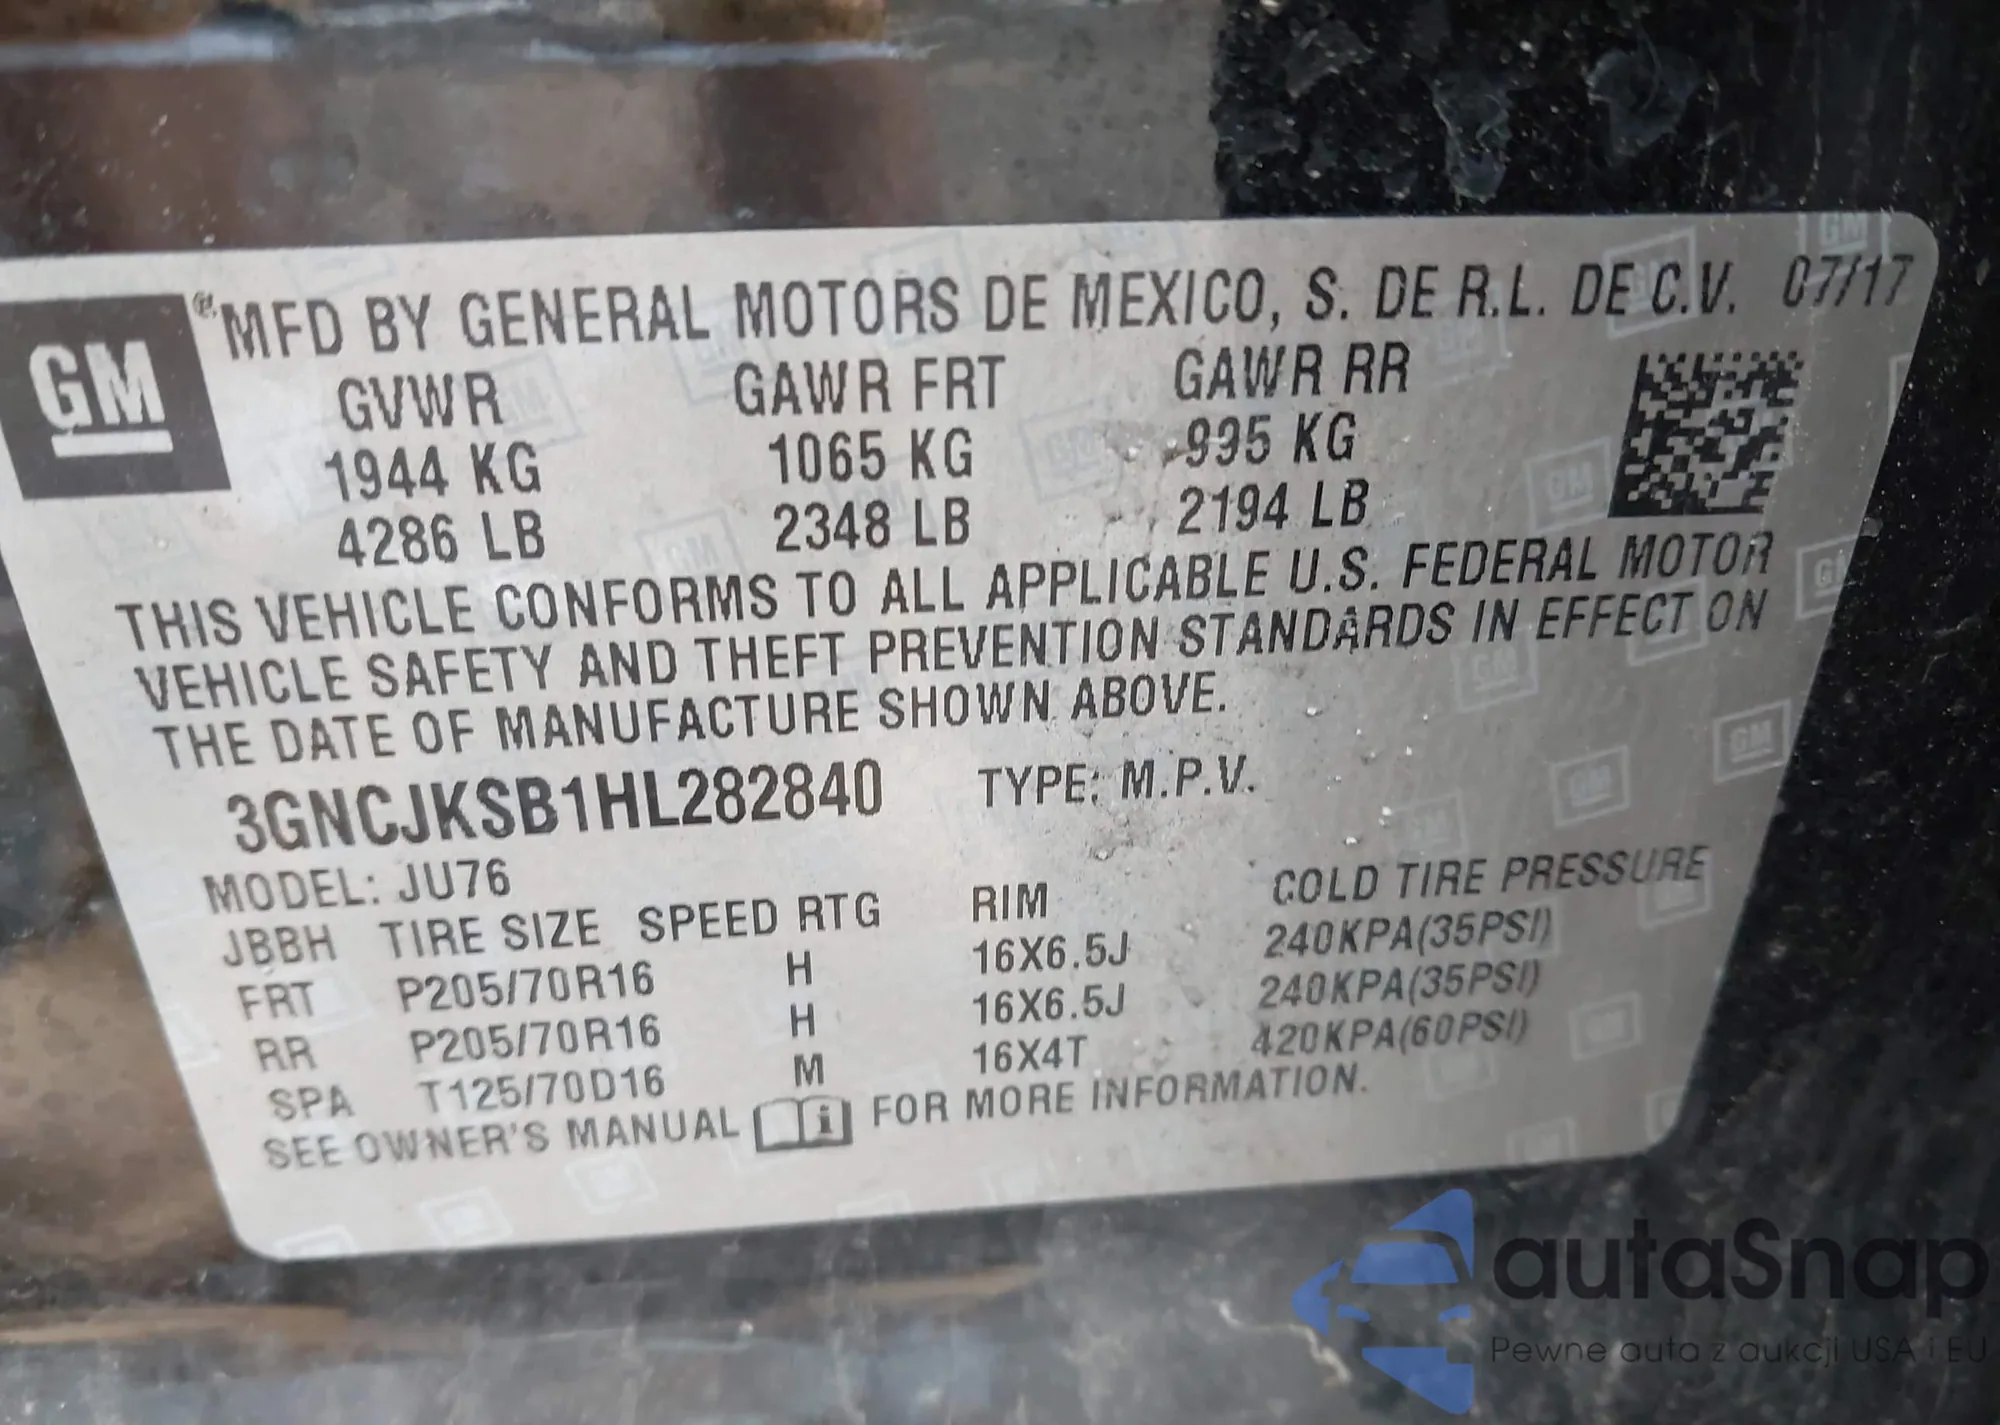 GM
® MFD BY GENERAL MOTORS DE MEXICO, S. DE R.L. DE C.V. 07/17
GVWR GAWR FRT GAWR RR
1944 KG 1065 KG 995 KG
4286 LB 2348 LB 2194 LB
THIS VEHICLE CONFORMS TO ALL APPLICABLE U.S. FEDERAL MOTOR
VEHICLE SAFETY AND THEFT PREVENTION STANDARDS IN EFFECT ON
THE DATE OF MANUFACTURE SHOWN ABOVE.
3GNCJKSB1HL282840 TYPE: M.P.V.
MODEL: JU76
JBBH TIRE SIZE SPEED RTG RIM COLD TIRE PRESSURE
FRT P205/70R16 H 16X6.5J 240KPA(35PSI)
RR P205/70R16 H 16X6.5J 240KPA(35PSI)
SPA T125/70D16 M 16X4T 420KPA(60PSI)
SEE OWNER'S MANUAL i FOR MORE INFORMATION.
autaSnap
Pewne auta z aukcji USA i EU